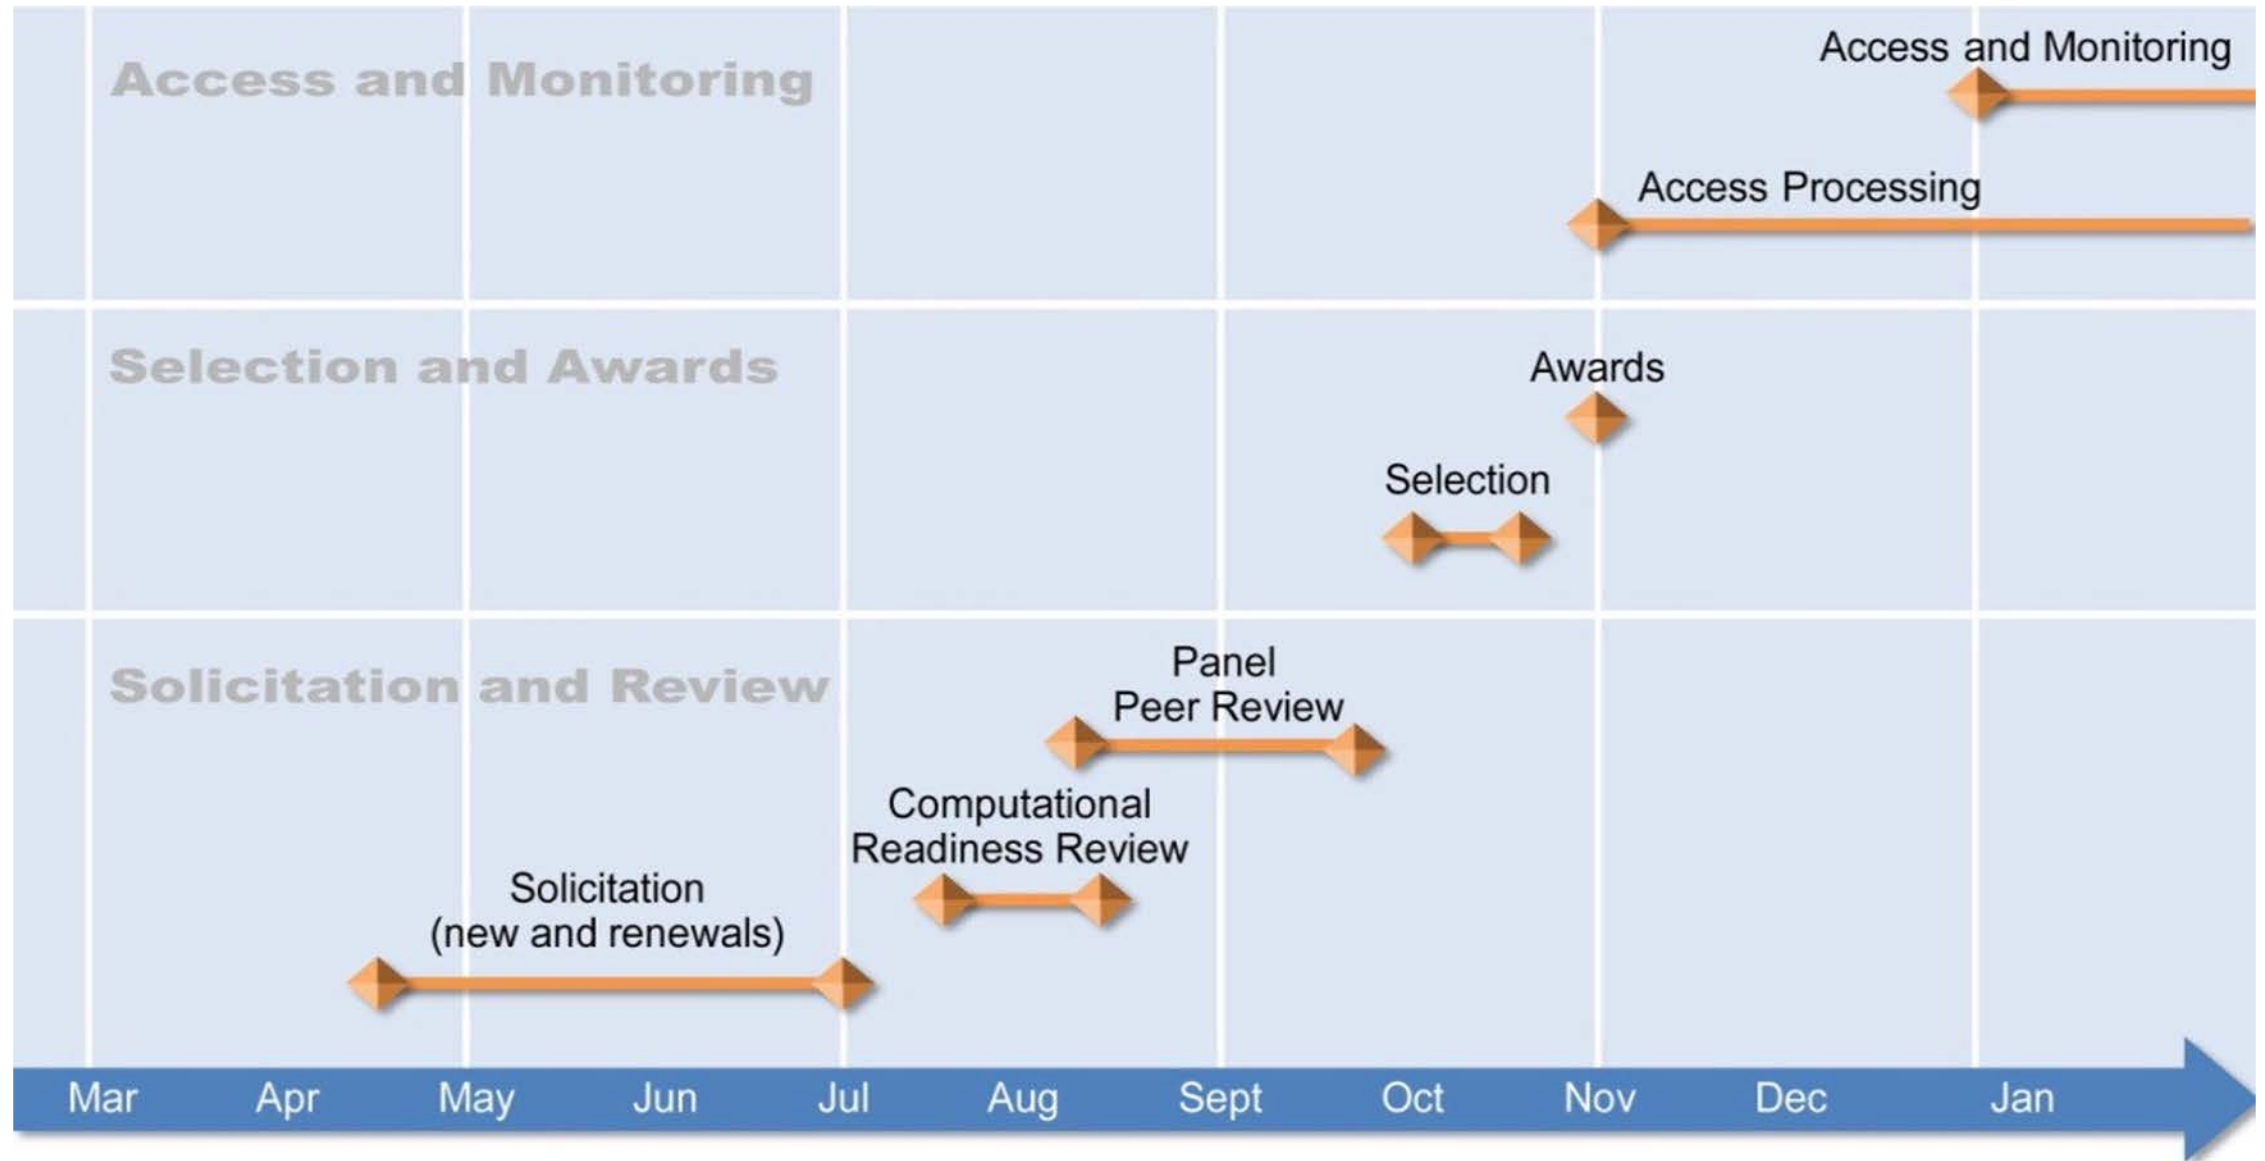 Access and Monitoring
Access and Monitoring
Access Processing
Selection and Awards
Awards
Selection
Solicitation and Review
Panel
Peer Review
Computational
Readiness Review
Solicitation
(new and renewals)
Mar Apr May Jun Jul Aug Sept Oct Nov Dec Jan